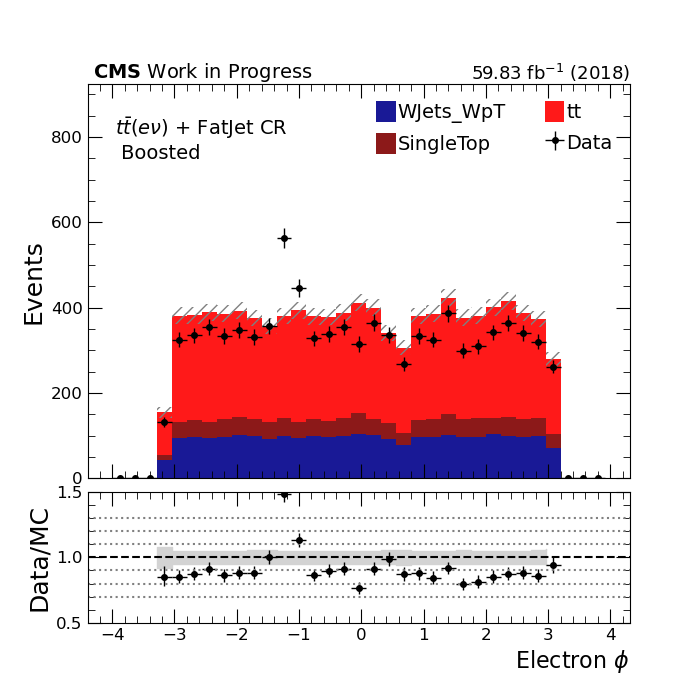 CMS Work in Progress 59.83 fb⁻¹ (2018)
tt̄(eν) + FatJet CR
Boosted
WJets_WpT tt
SingleTop Data
Events
800
600
400
200
0
Data/MC
1.5
1.0
0.5
−4 −3 −2 −1 0 1 2 3 4
Electron ϕ